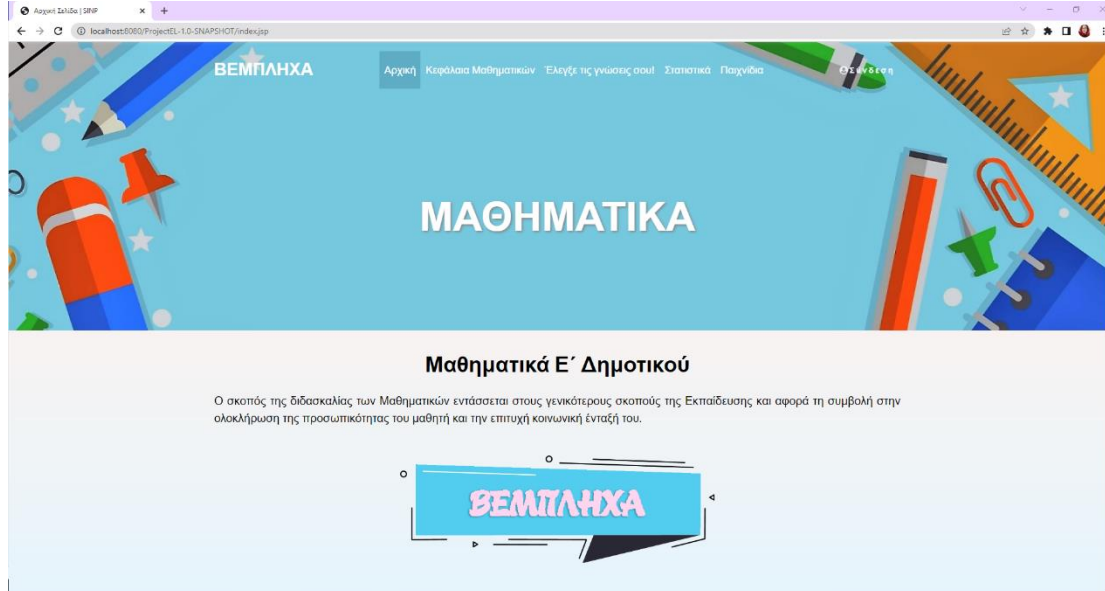 Αρχική Σελίδα | SINP
localhost:8080/ProjectEL-1.0-SNAPSHOT/index.jsp
ΒΕΜΠΛΗΧΑ
Αρχική Κεφάλαια Μαθηματικών Έλεγξε τις γνώσεις σου! Στατιστικά Παιχνίδια Σύνδεση
ΜΑΘΗΜΑΤΙΚΑ
Μαθηματικά Ε΄ Δημοτικού
Ο σκοπός της διδασκαλίας των Μαθηματικών εντάσσεται στους γενικότερους σκοπούς της Εκπαίδευσης και αφορά τη συμβολή στην
ολοκλήρωση της προσωπικότητας του μαθητή και την επιτυχή κοινωνική ένταξή του.
ΒΕΜΠΛΗΧΑ